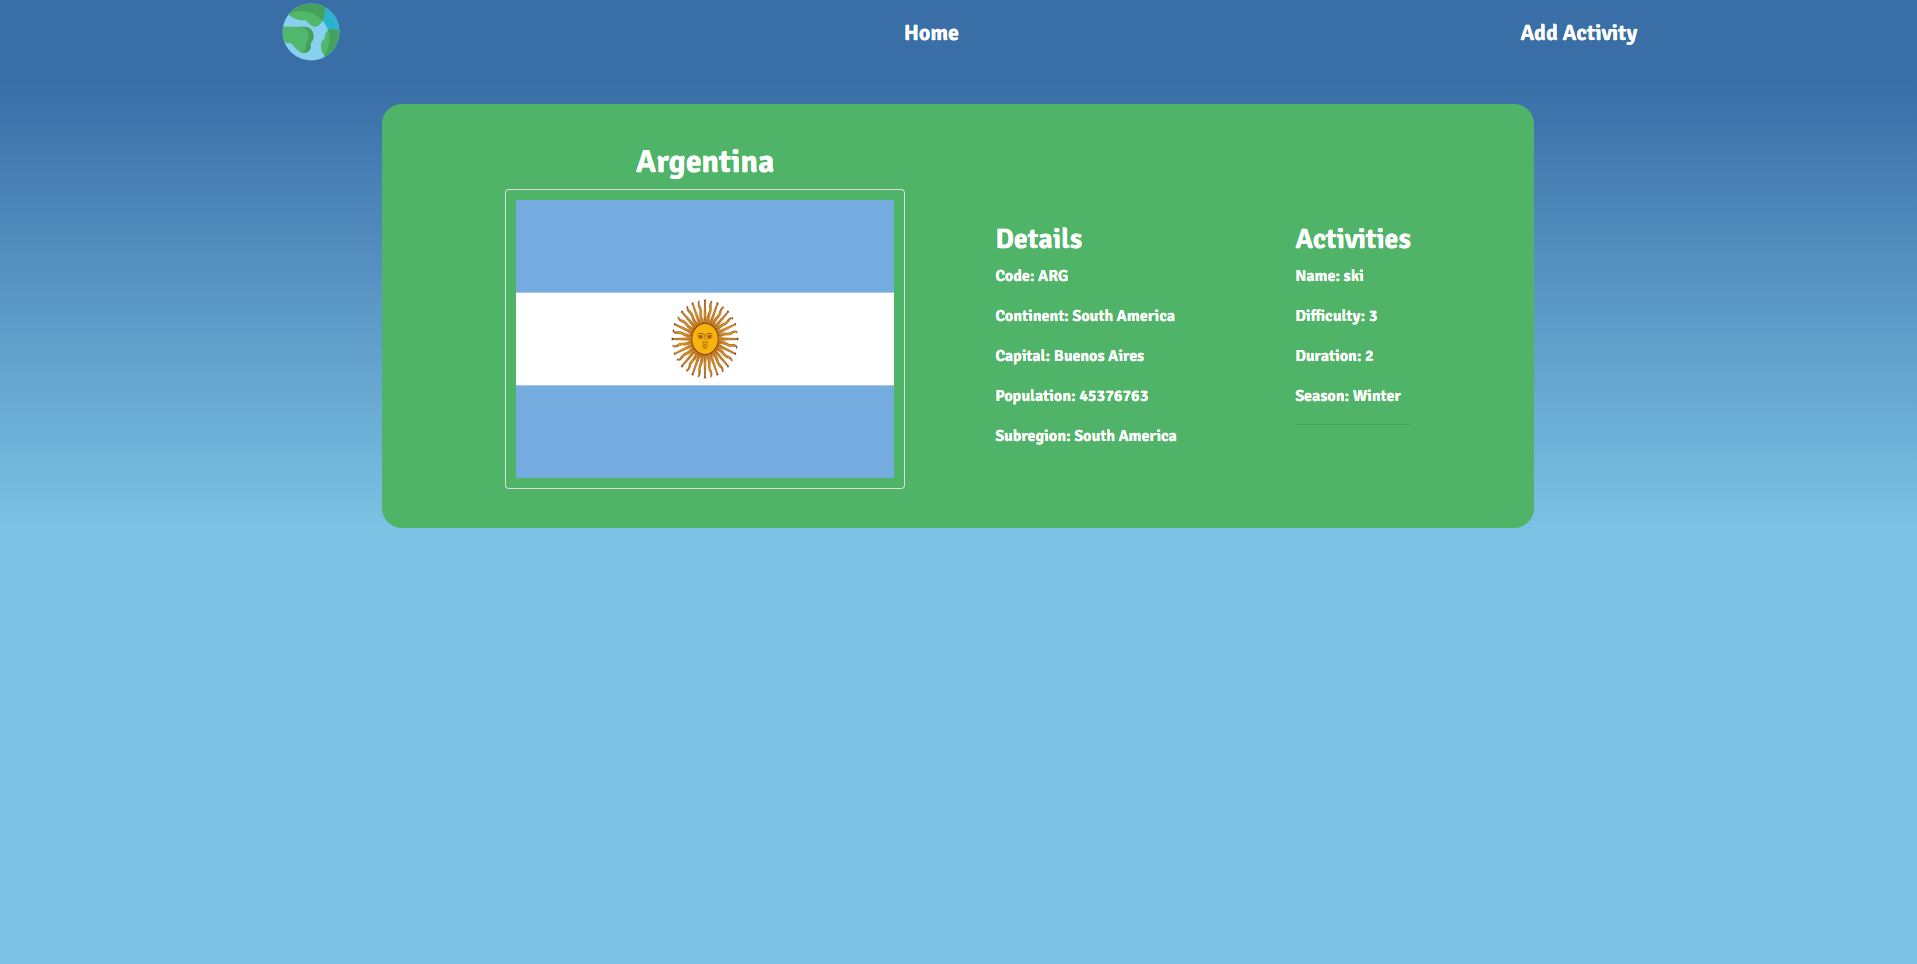 Home
Add Activity
Argentina
Details
Code: ARG
Continent: South America
Capital: Buenos Aires
Population: 45376763
Subregion: South America
Activities
Name: ski
Difficulty: 3
Duration: 2
Season: Winter